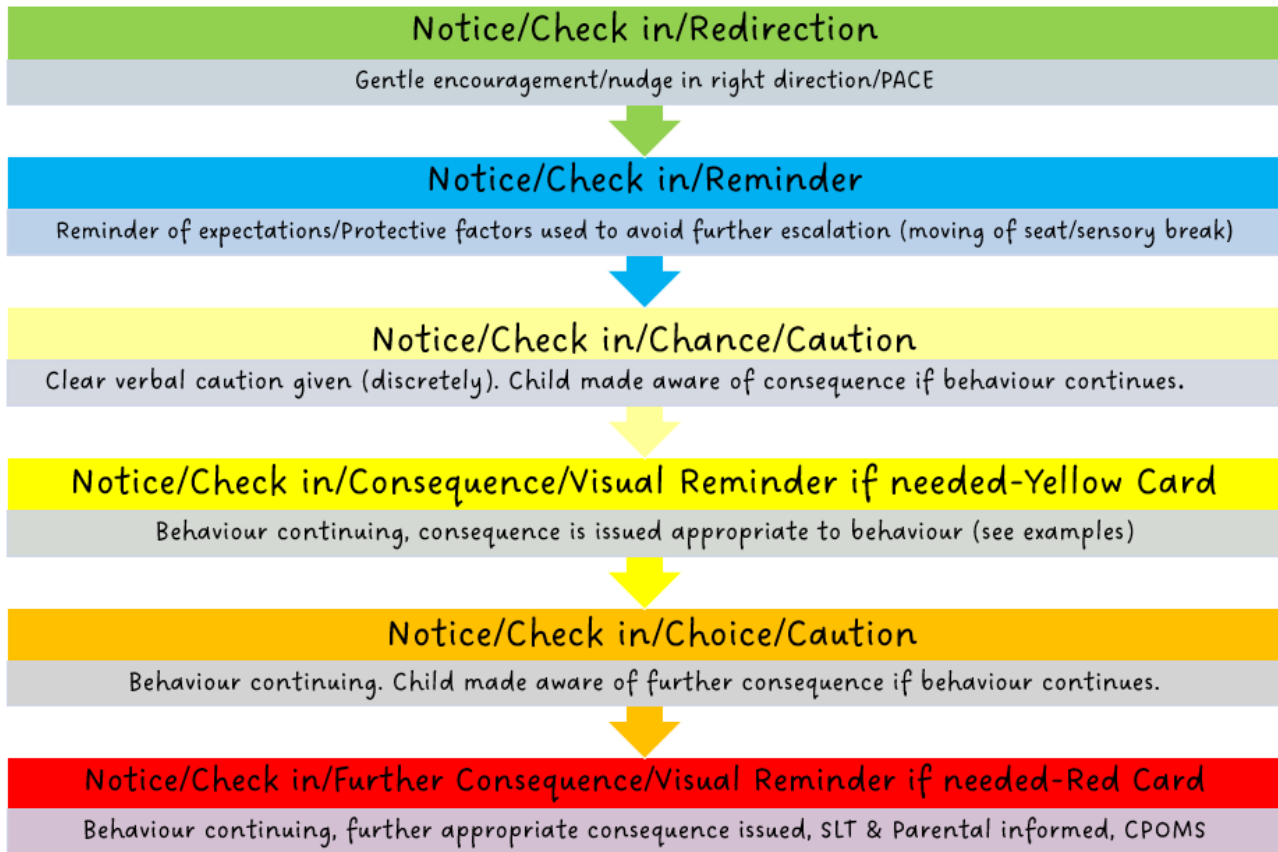 Notice/Check in/Redirection
Gentle encouragement/nudge in right direction/PACE
Notice/Check in/Reminder
Reminder of expectations/Protective factors used to avoid further escalation (moving of seat/sensory break)
Notice/Check in/Chance/Caution
Clear verbal caution given (discretely). Child made aware of consequence if behaviour continues.
Notice/Check in/Consequence/Visual Reminder if needed-Yellow Card
Behaviour continuing, consequence is issued appropriate to behaviour (see examples)
Notice/Check in/Choice/Caution
Behaviour continuing. Child made aware of further consequence if behaviour continues.
Notice/Check in/Further Consequence/Visual Reminder if needed-Red Card
Behaviour continuing, further appropriate consequence issued, SLT & Parental informed, CPOMS